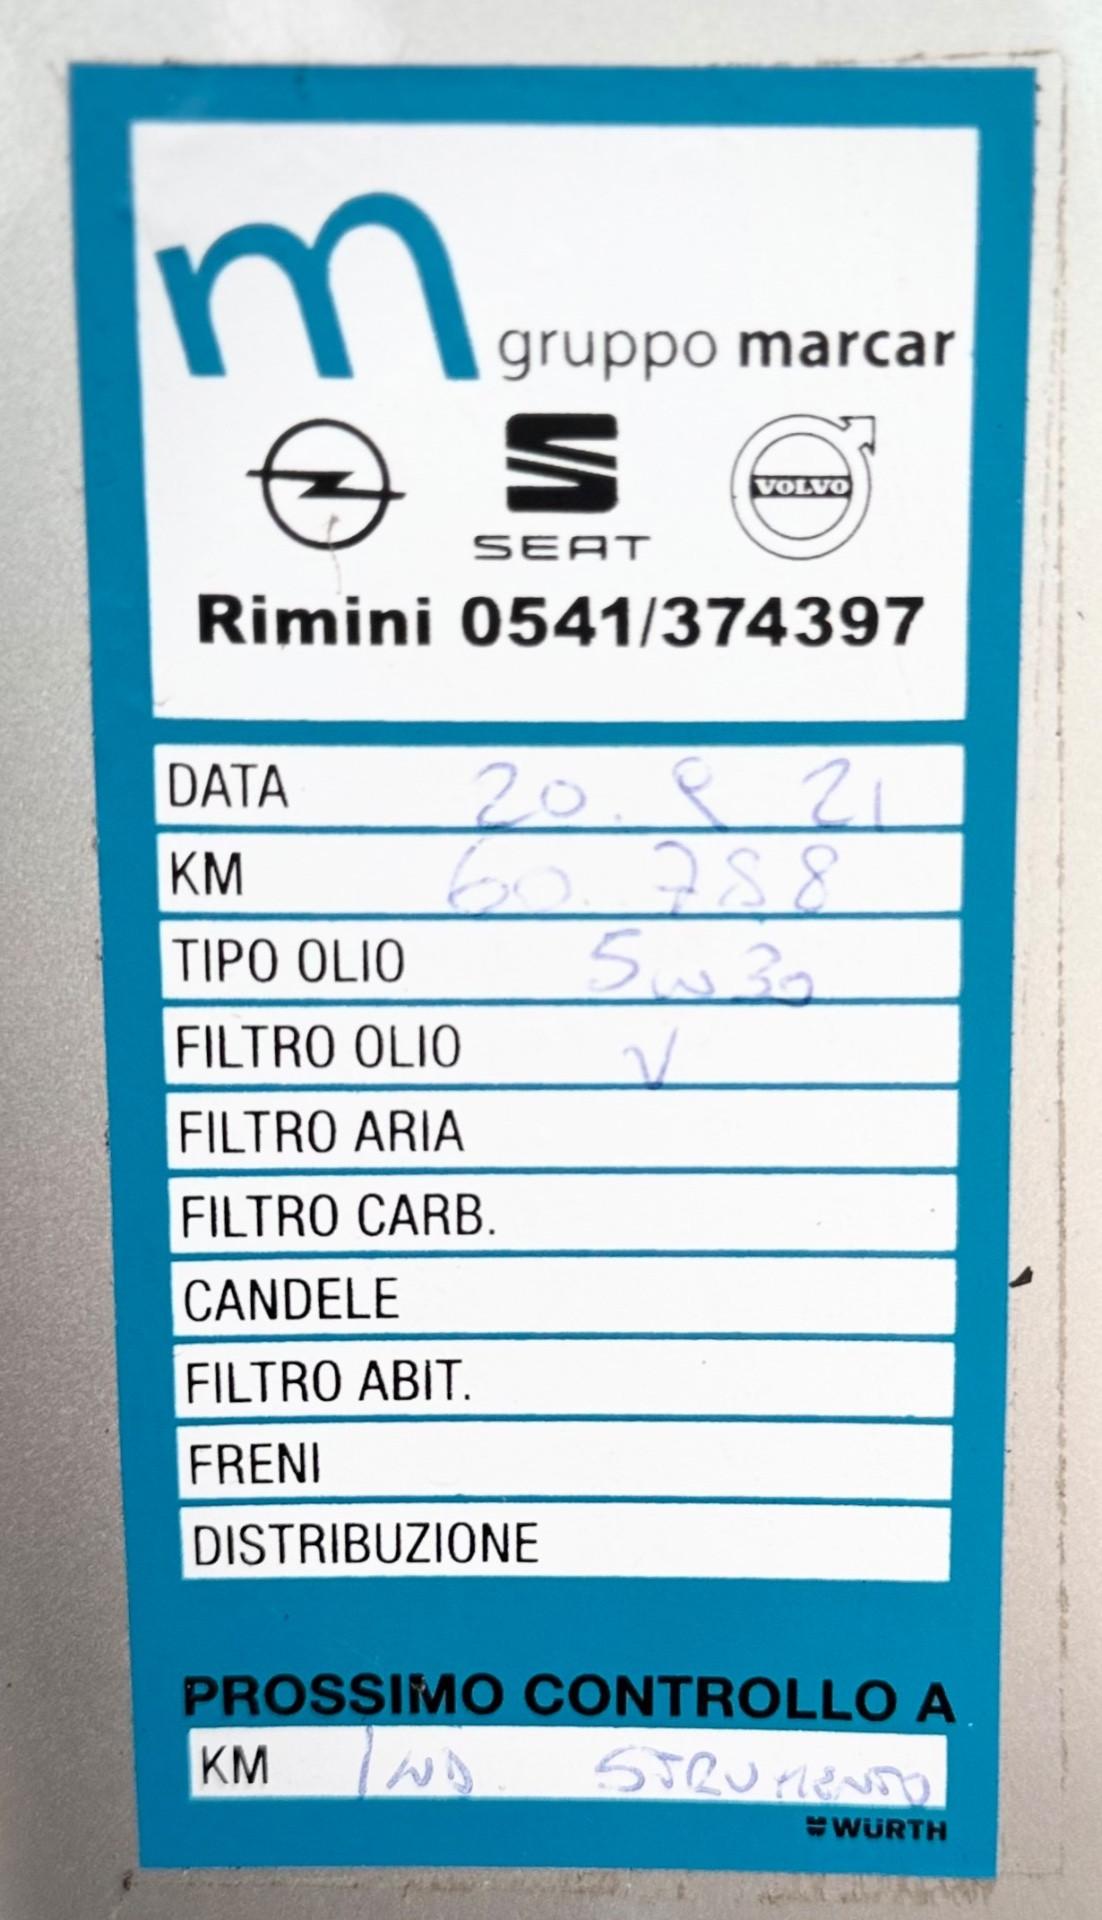 m gruppo marcar
SEAT VOLVO
Rimini 0541/374397
DATA 20. 9 21
KM 60.788
TIPO OLIO 5w30
FILTRO OLIO V
FILTRO ARIA
FILTRO CARB.
CANDELE
FILTRO ABIT.
FRENI
DISTRIBUZIONE
PROSSIMO CONTROLLO A
KM IND. STRUMENTO
WÜRTH